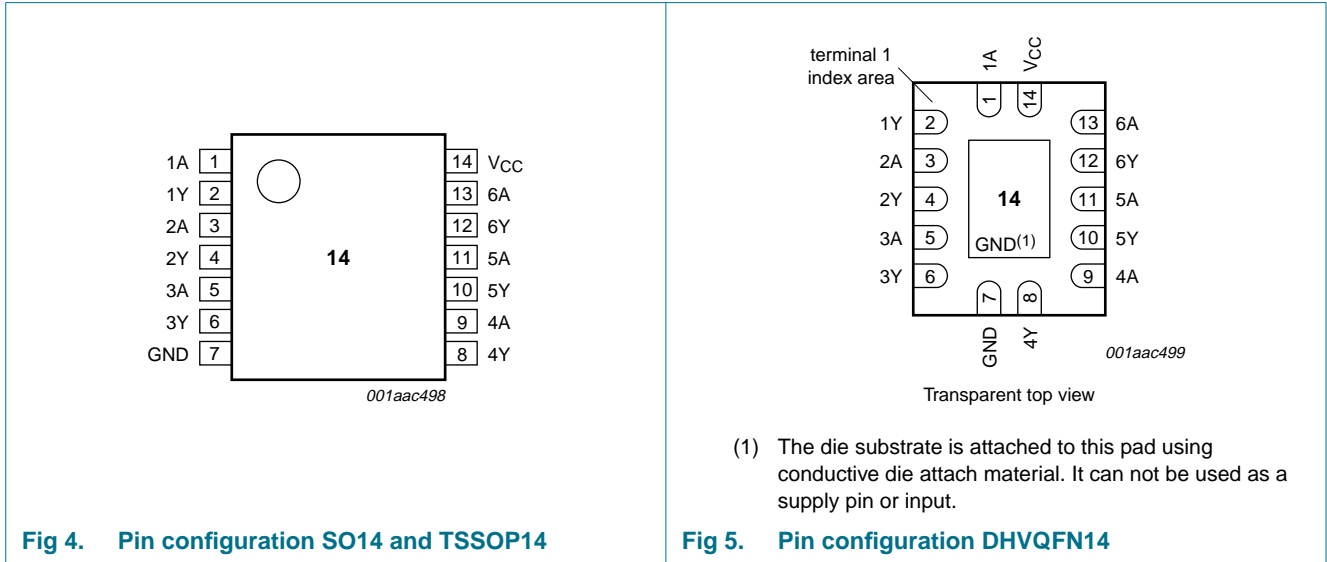 1A 1 14 VCC
1Y 2 13 6A
2A 3 12 6Y
2Y 4 14 11 5A
3A 5 10 5Y
3Y 6 9 4A
GND 7 8 4Y
001aac498
Fig 4. Pin configuration SO14 and TSSOP14
terminal 1
index area
1A VCC
1 14
1Y 2 13 6A
2A 3 12 6Y
2Y 4 14 11 5A
3A 5 GND(1) 10 5Y
3Y 6 9 4A
7 8
GND 4Y
001aac499
Transparent top view
(1) The die substrate is attached to this pad using
conductive die attach material. It can not be used as a
supply pin or input.
Fig 5. Pin configuration DHVQFN14